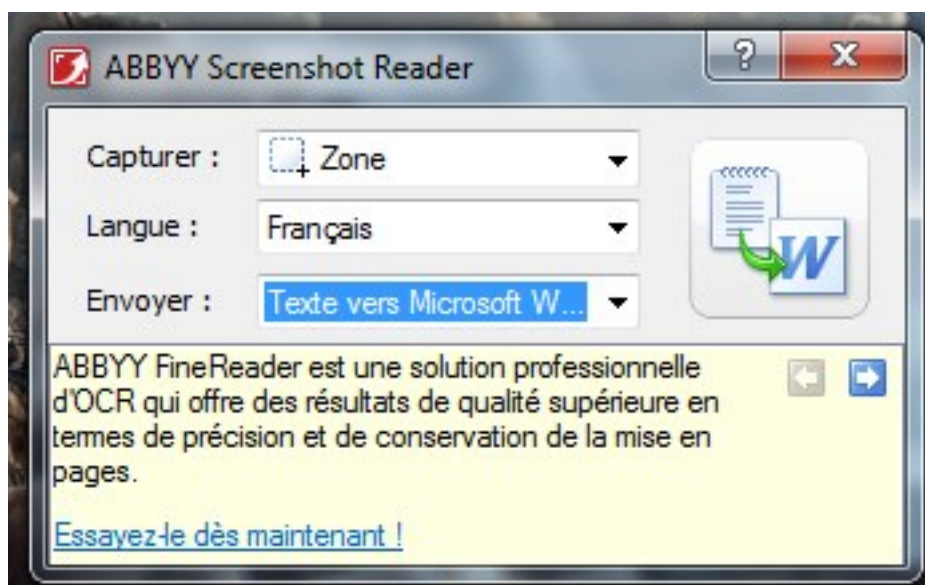 ABBYY Screenshot Reader
?
Capturer :
Zone
Langue :
Français
Envoyer :
Texte vers Microsoft W...
W
ABBYY FineReader est une solution professionnelle
d'OCR qui offre des résultats de qualité supérieure en
termes de précision et de conservation de la mise en
pages.
Essayez-le dès maintenant !